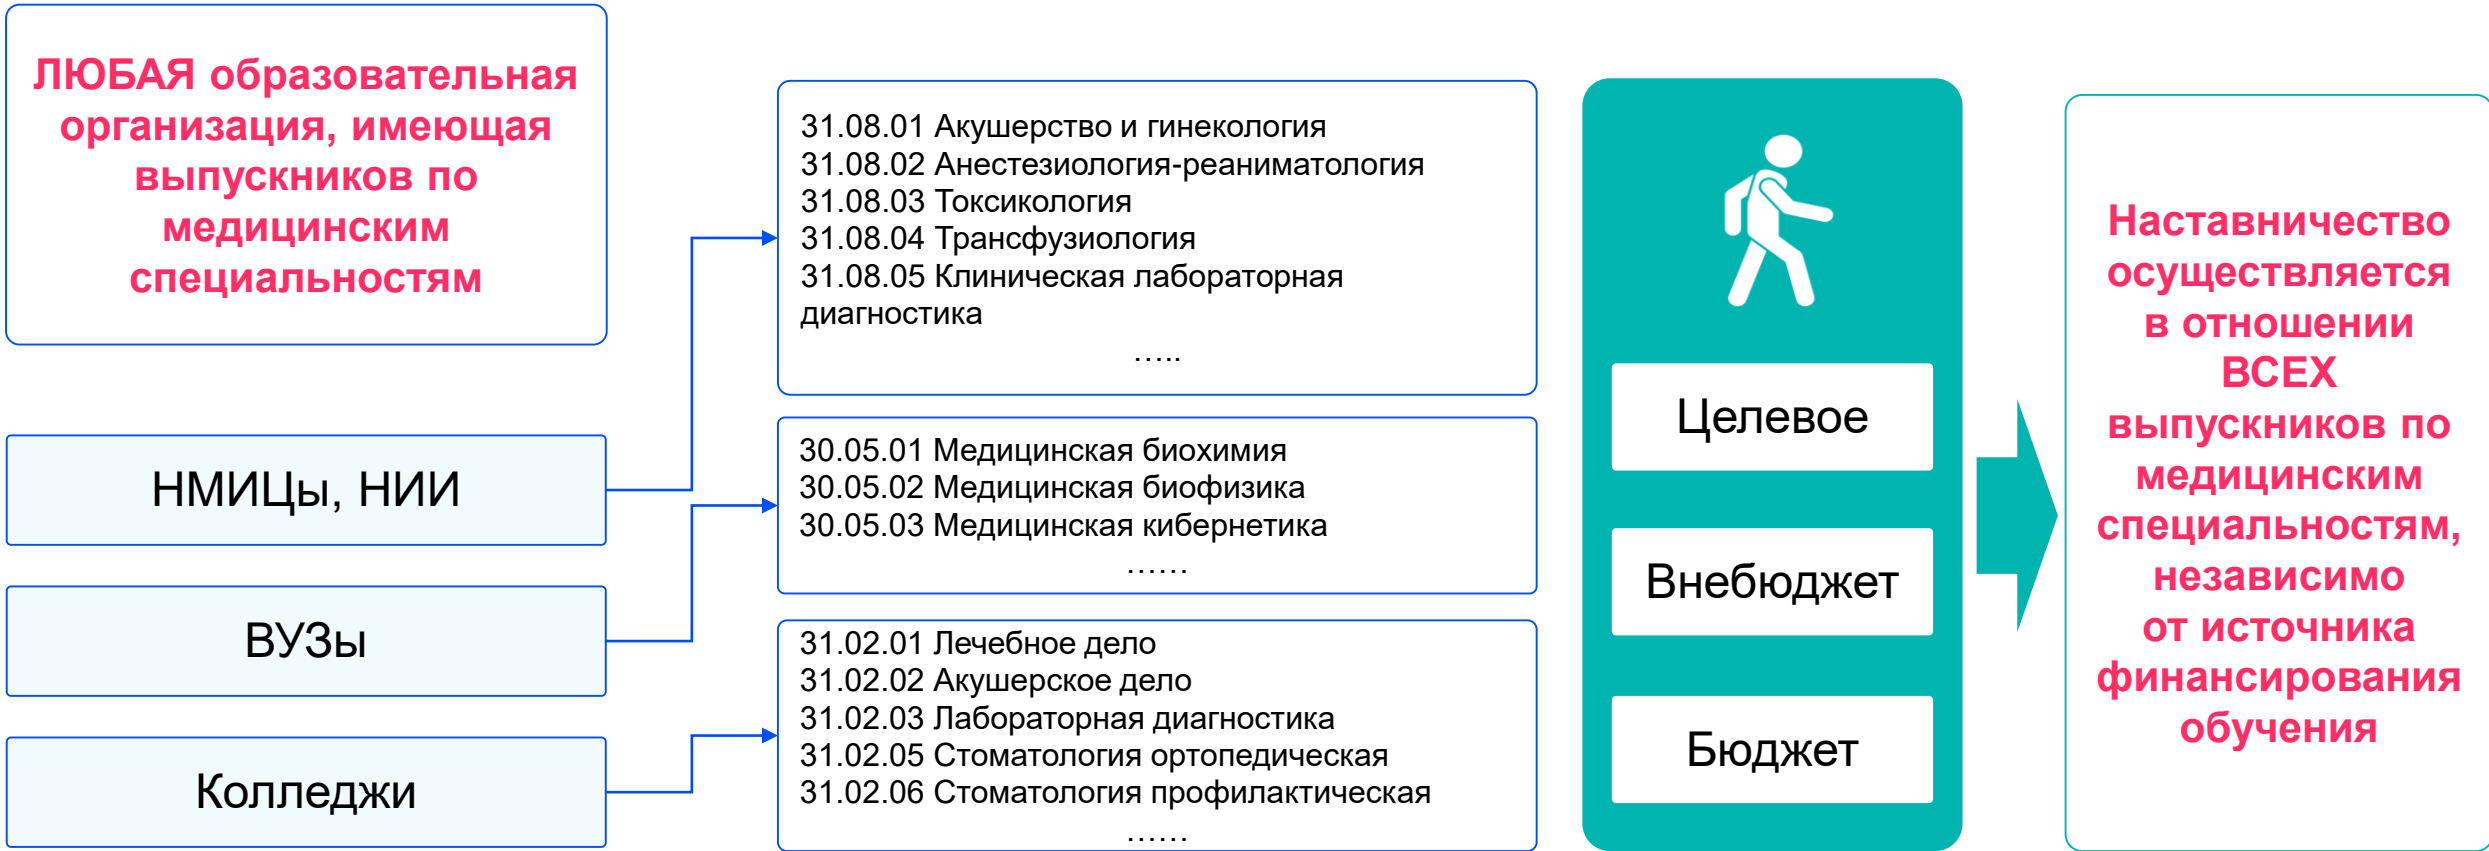 ЛЮБАЯ образовательная
организация, имеющая
выпускников по
медицинским
специальностям
НМИЦы, НИИ
ВУЗы
Колледжи
31.08.01 Акушерство и гинекология
31.08.02 Анестезиология-реаниматология
31.08.03 Токсикология
31.08.04 Трансфузиология
31.08.05 Клиническая лабораторная
диагностика
…..
30.05.01 Медицинская биохимия
30.05.02 Медицинская биофизика
30.05.03 Медицинская кибернетика
……
31.02.01 Лечебное дело
31.02.02 Акушерское дело
31.02.03 Лабораторная диагностика
31.02.05 Стоматология ортопедическая
31.02.06 Стоматология профилактическая
……
Целевое
Внебюджет
Бюджет
Наставничество
осуществляется
в отношении
ВСЕХ
выпускников по
медицинским
специальностям,
независимо
от источника
финансирования
обучения